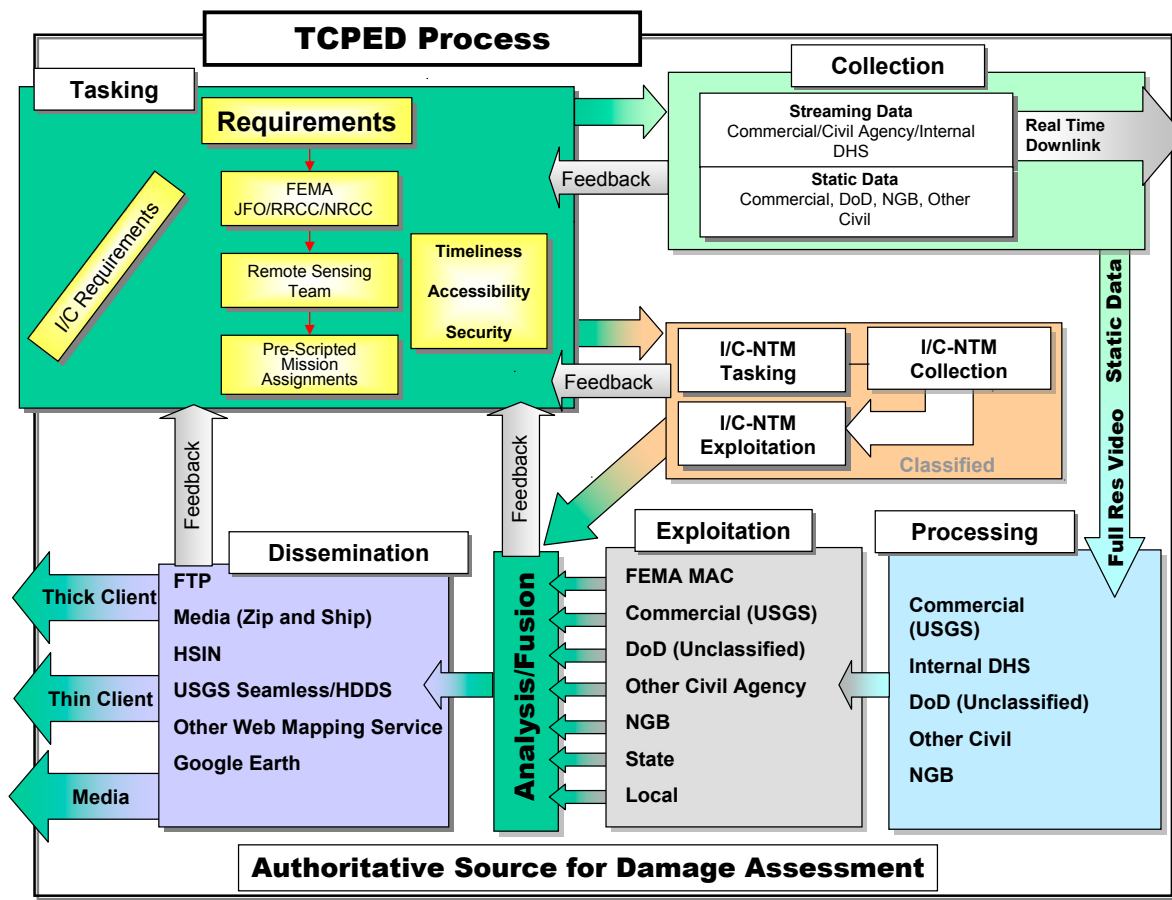 TCPED Process
Tasking
Requirements
FEMA
JFO/RRCC/NRCC
Remote Sensing
Team
Pre-Scripted
Mission
Assignments
I/C Requirements
Timeliness
Accessibility
Security
Collection
Streaming Data
Commercial/Civil Agency/Internal
DHS
Static Data
Commercial, DoD, NGB, Other
Civil
Real Time
Downlink
Feedback
Feedback
I/C-NTM
Tasking
I/C-NTM
Collection
I/C-NTM
Exploitation
Classified
Full Res Video Static Data
Feedback
Feedback
Dissemination
FTP
Media (Zip and Ship)
HSIN
USGS Seamless/HDDS
Other Web Mapping Service
Google Earth
Thick Client
Thin Client
Media
Analysis/Fusion
Exploitation
FEMA MAC
Commercial (USGS)
DoD (Unclassified)
Other Civil Agency
NGB
State
Local
Processing
Commercial
(USGS)
Internal DHS
DoD (Unclassified)
Other Civil
NGB
Authoritative Source for Damage Assessment